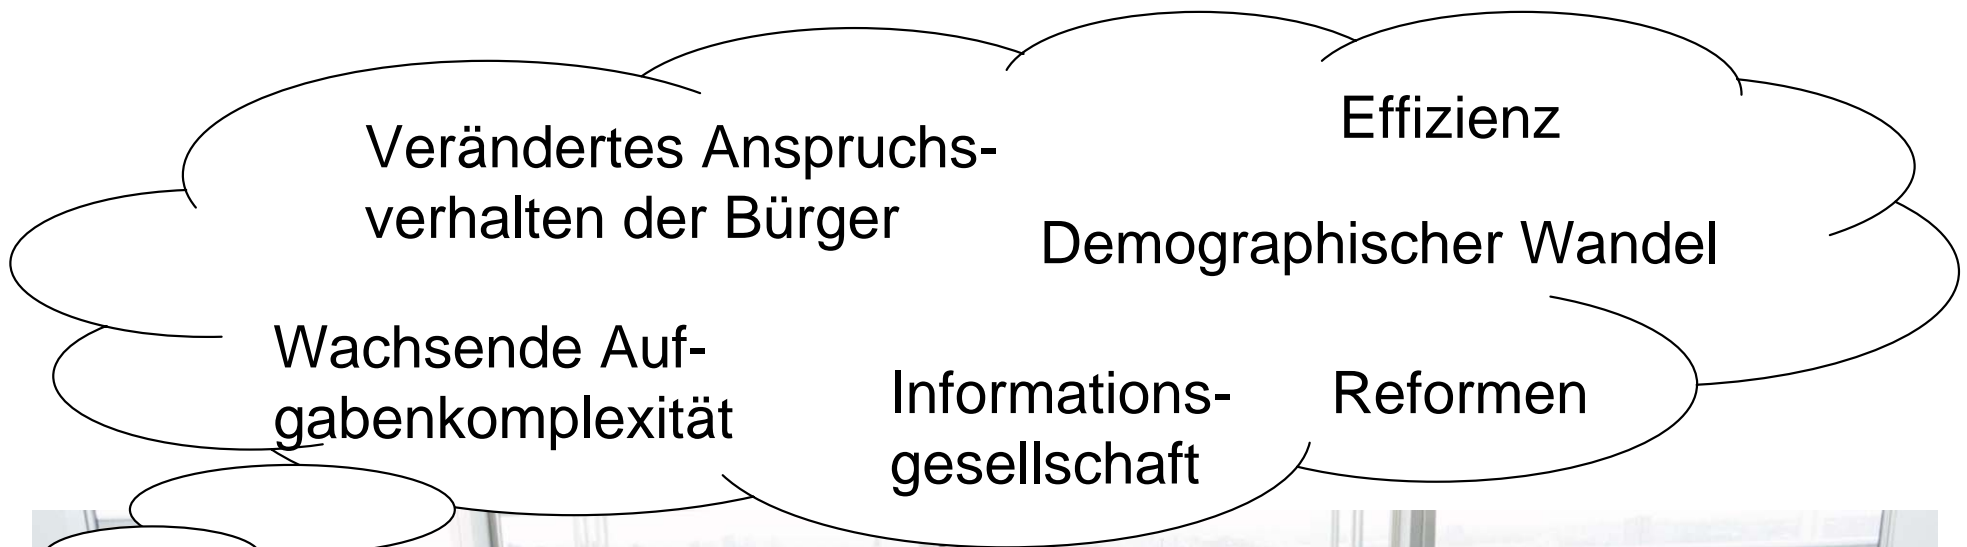 Effizienz
Verändertes Anspruchs-
verhalten der Bürger
Demographischer Wandel
Wachsende Auf-
gabenkomplexität
Informations-
gesellschaft
Reformen